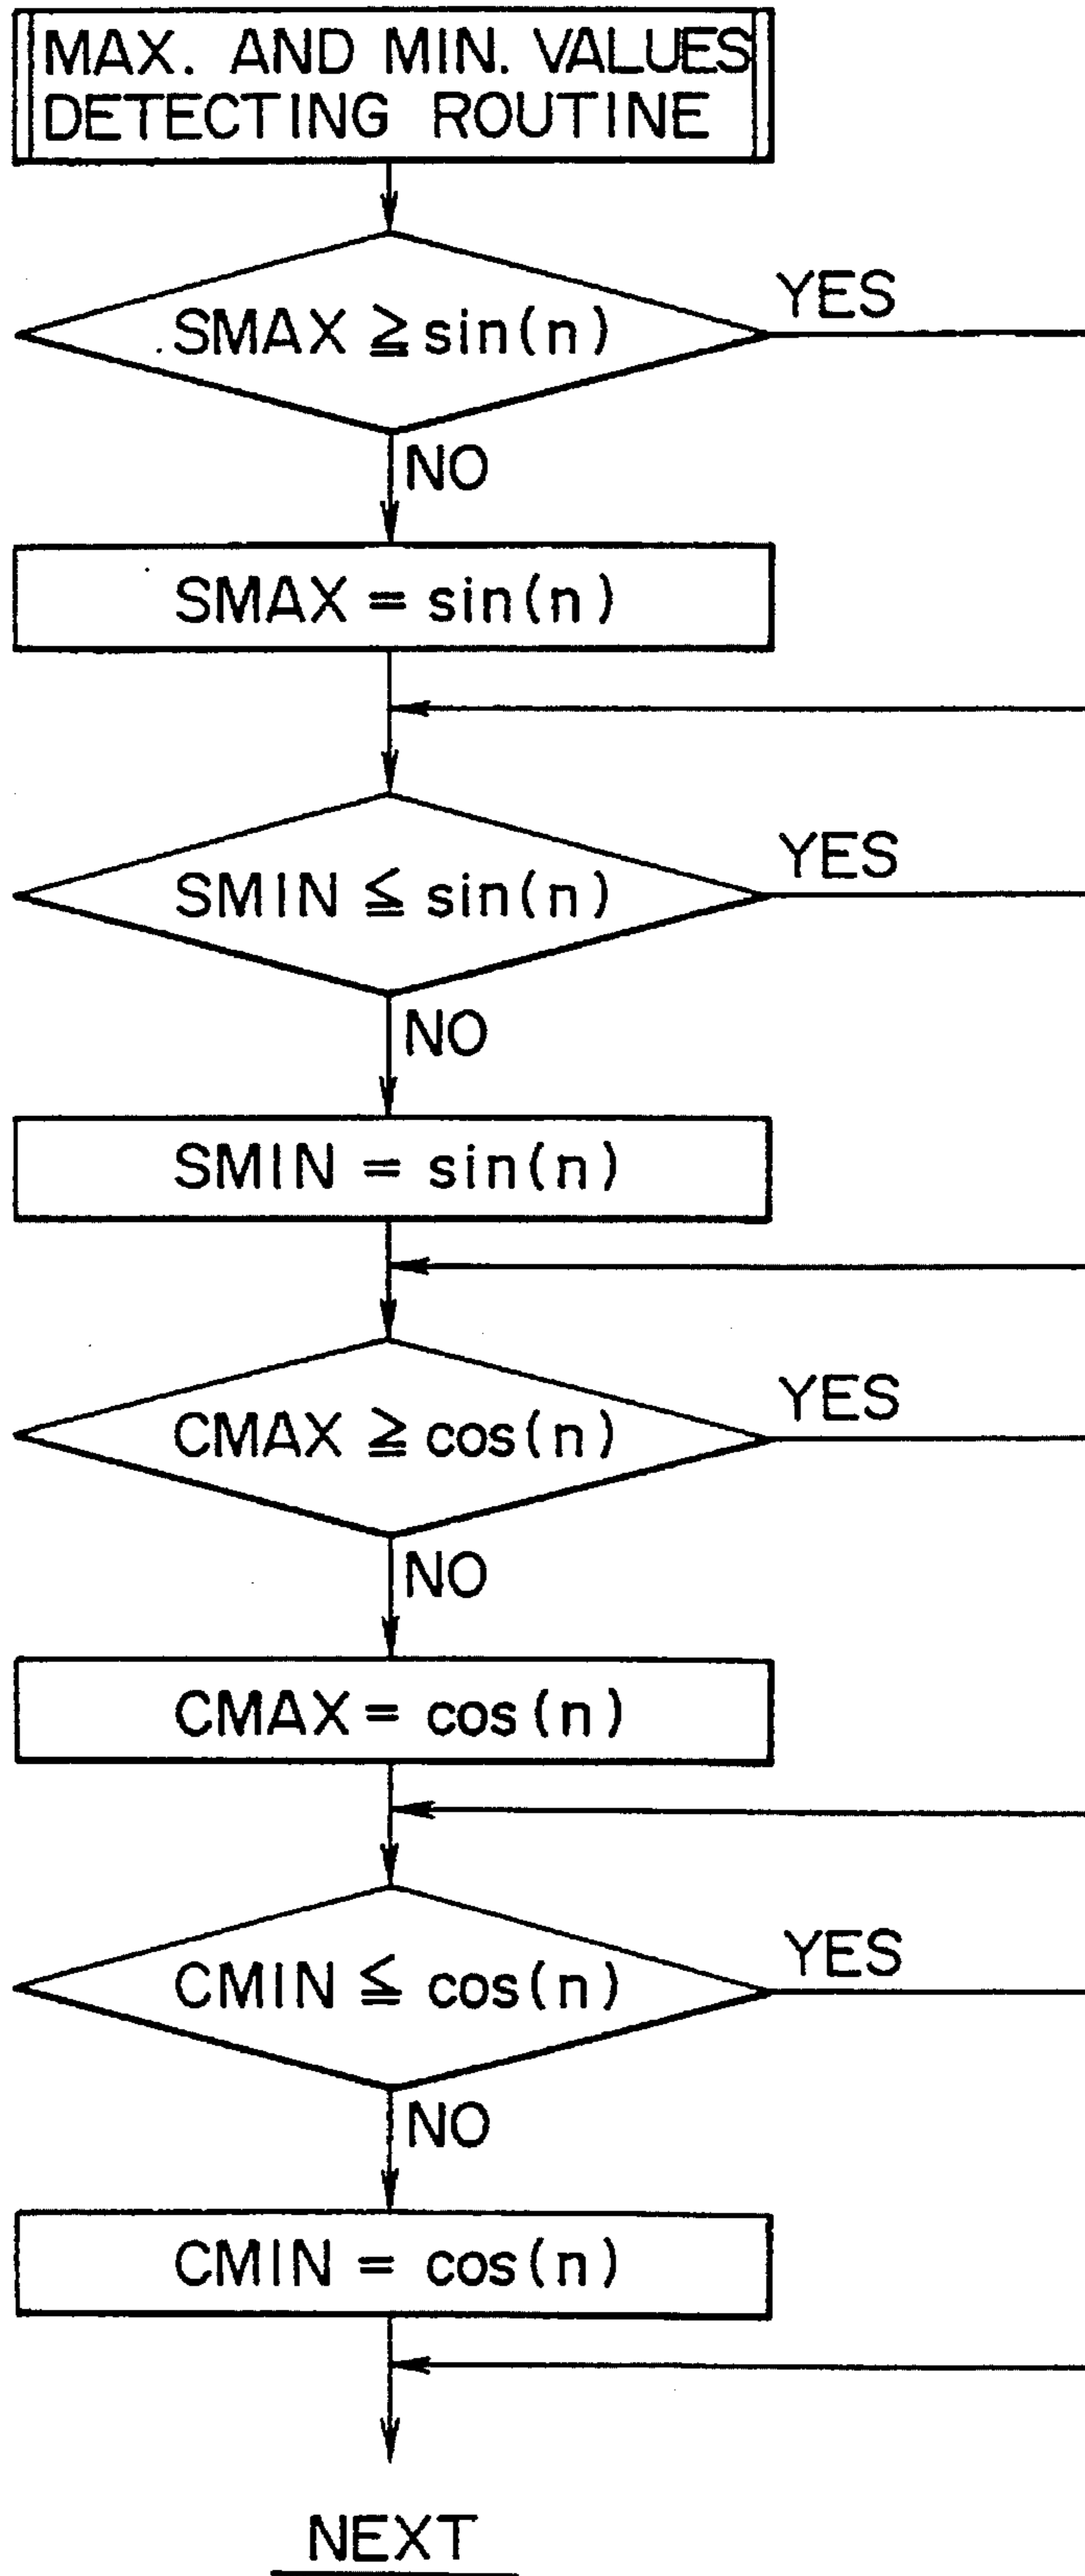 MAX. AND MIN. VALUES
DETECTING ROUTINE
SMAX ≧ sin(n)
YES
NO
SMAX = sin(n)
SMIN ≦ sin(n)
YES
NO
SMIN = sin(n)
CMAX ≧ cos(n)
YES
NO
CMAX = cos(n)
CMIN ≦ cos(n)
YES
NO
CMIN = cos(n)
NEXT